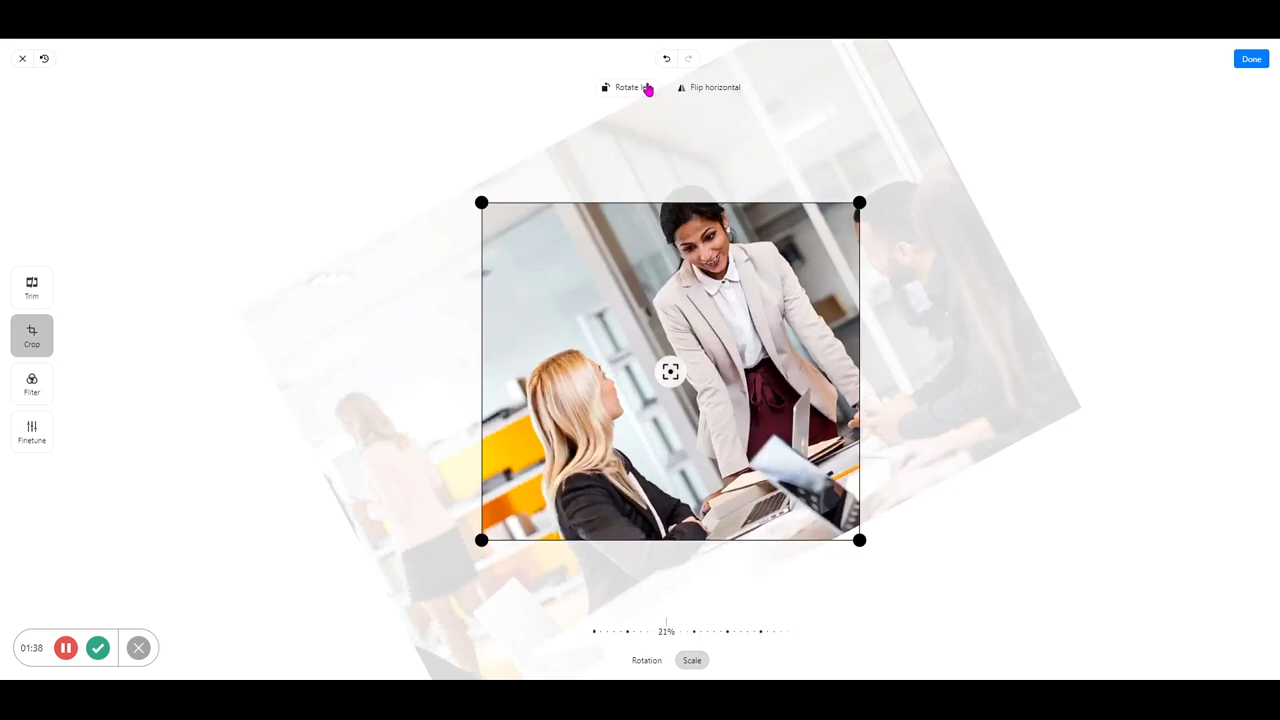 Done
Rotate
Flip horizontal
Trim
Crop
Filter
Finetune
21%
01:38
Rotation
Scale